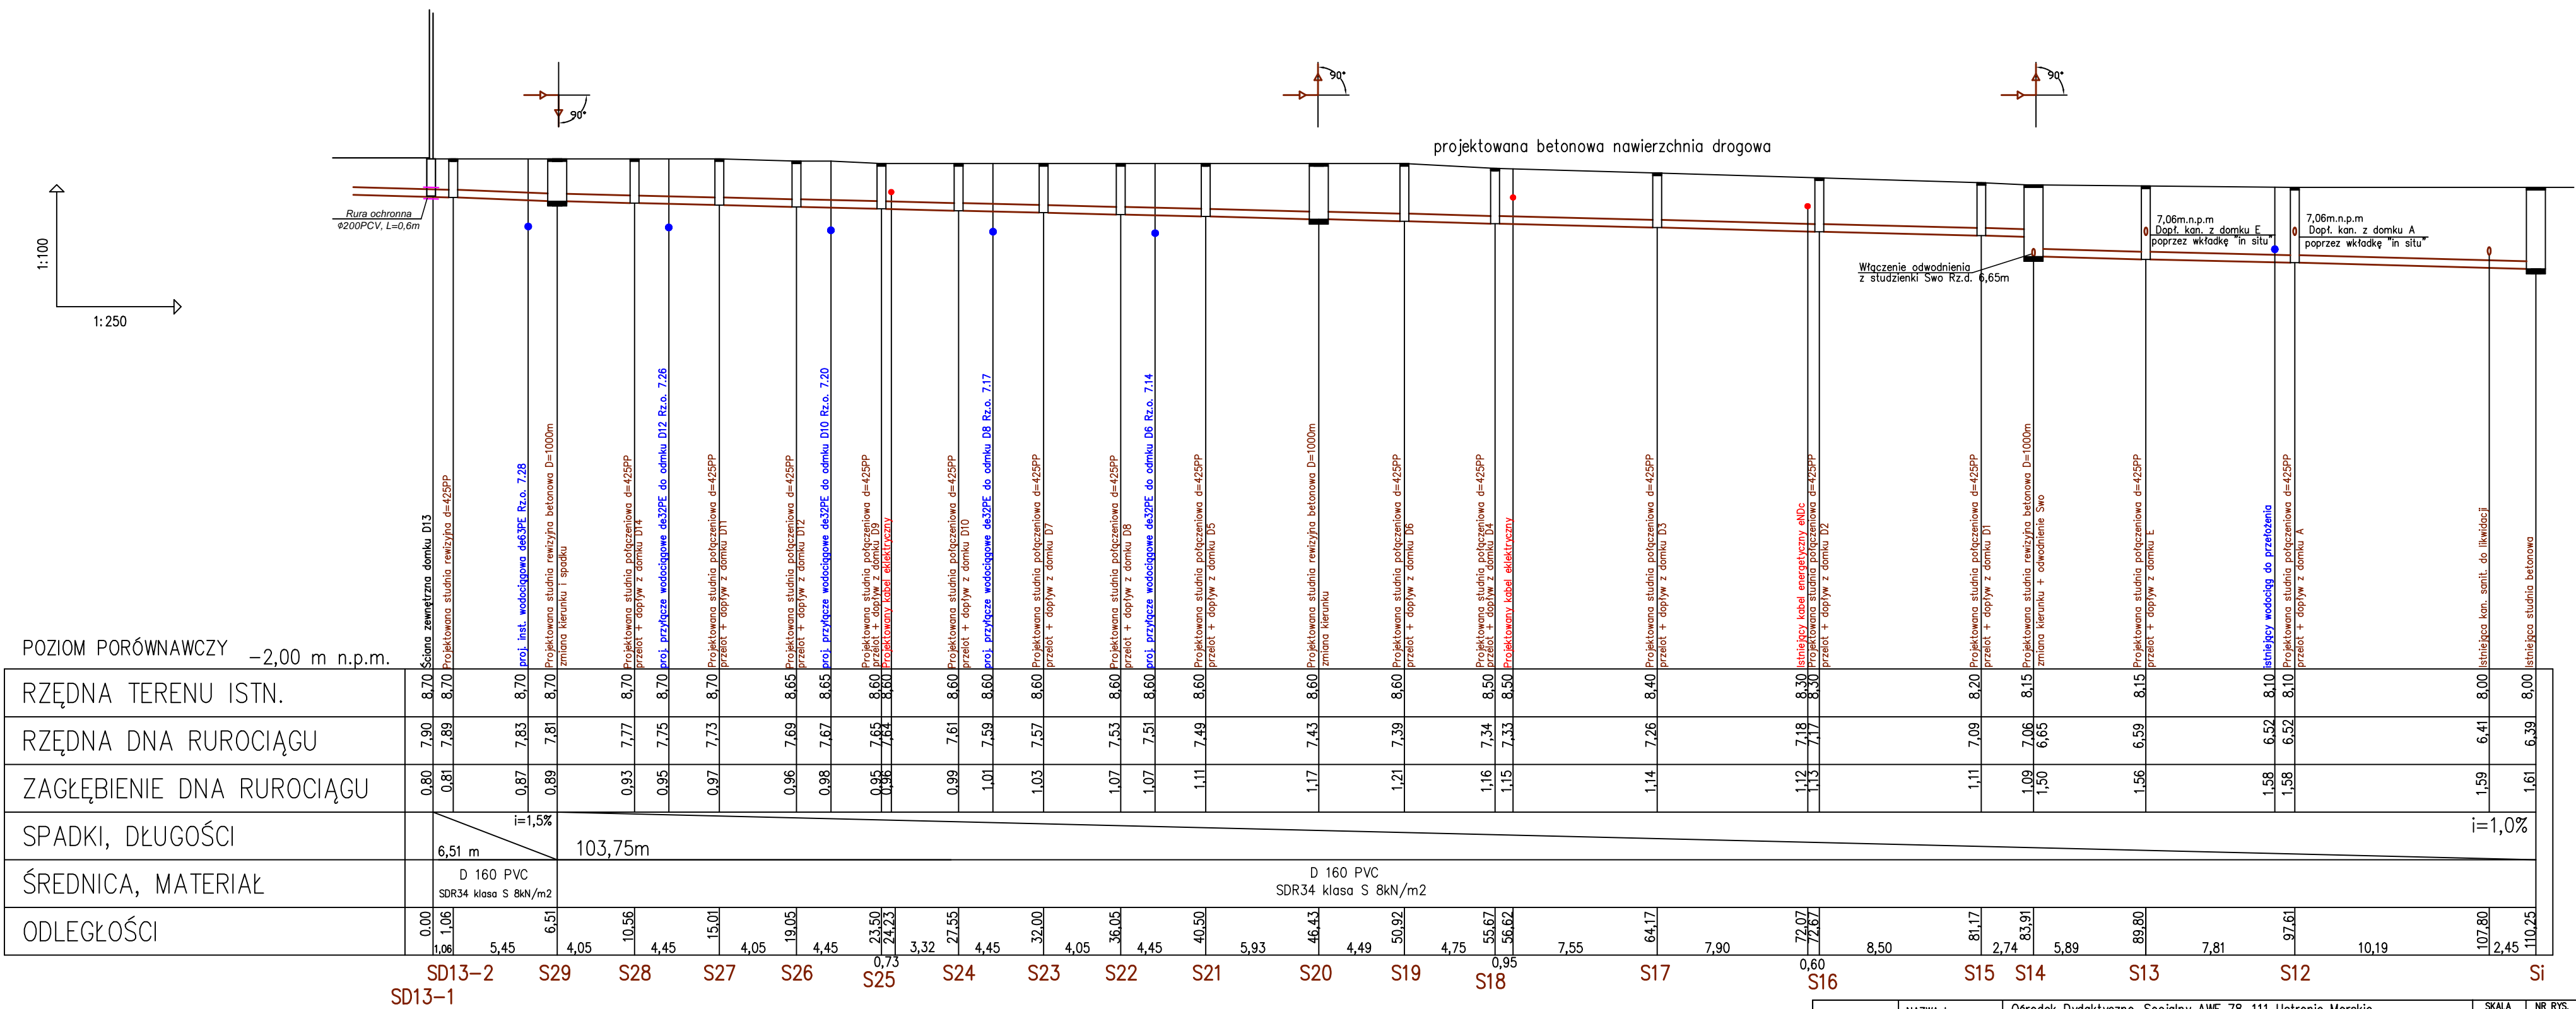 90°
90°
90°
projektowana betonowa nawierzchnia drogowa
1:100
1:250
Rura ochronna
φ200PCV, L=0,6m
Włączenie odwodnienia
z studzienki Swo Rz.d. 6,65m
7,06m.n.p.m
Dopł. kan. z domku E
poprzez wkładkę "in situ"
7,06m.n.p.m
Dopł. kan. z domku A
poprzez wkładkę "in situ"
Ściana zewnętrzna domku D13
Projektowana studnia rewizyjna d=425PP
proj. inst. wodociągowa de63PE Rz.o. 7.28
Projektowana studnia rewizyjna betonowa D=1000m
zmiana kierunku i spadku
Projektowana studnia połączeniowa d=425PP
przelot + dopływ z domku D14
proj. przyłącze wodociągowe de32PE do odmku D12 Rz.o. 7.26
Projektowana studnia połączeniowa d=425PP
przelot + dopływ z domku D11
Projektowana studnia połączeniowa d=425PP
przelot + dopływ z domku D12
proj. przyłącze wodociągowe de32PE do odmku D10 Rz.o. 7.20
Projektowana studnia połączeniowa d=425PP
przelot + dopływ z domku D9
Projektowany kabel eklektryczny
Projektowana studnia połączeniowa d=425PP
przelot + dopływ z domku D10
proj. przyłącze wodociągowe de32PE do odmku D8 Rz.o. 7.17
Projektowana studnia połączeniowa d=425PP
przelot + dopływ z domku D7
Projektowana studnia połączeniowa d=425PP
przelot + dopływ z domku D8
proj. przyłącze wodociągowe de32PE do odmku D6 Rz.o. 7.14
Projektowana studnia połączeniowa d=425PP
przelot + dopływ z domku D5
Projektowana studnia rewizyjna betonowa D=1000m
zmiana kierunku
Projektowana studnia połączeniowa d=425PP
przelot + dopływ z domku D6
Projektowana studnia połączeniowa d=425PP
przelot + dopływ z domku D4
Projektowany kabel eklektryczny
Projektowana studnia połączeniowa d=425PP
przelot + dopływ z domku D3
Istniejący kabel energetyczny eNDc
Projektowana studnia połączeniowa d=425PP
przelot + dopływ z domku D2
Projektowana studnia połączeniowa d=425PP
przelot + dopływ z domku D1
Projektowana studnia rewizyjna betonowa D=1000m
zmiana kierunku + odwodnienie Swo
Projektowana studnia połączeniowa d=425PP
przelot + dopływ z domku E
istniejący wodociąg do przełożenia
Projektowana studnia połączeniowa d=425PP
przelot + dopływ z domku A
Istniejąca kan. sanit. do likwidacji
Istniejąca studnia betonowa
POZIOM PORÓWNAWCZY -2,00 m n.p.m.
RZĘDNA TERENU ISTN. 8,70 8,70 8,70 8,70 8,70 8,70 8,70 8,65 8,65 8,60 8,60 8,60 8,60 8,60 8,60 8,60 8,60 8,60 8,60 8,50 8,50 8,40 8,30 8,30 8,20 8,15 8,15 8,10 8,10 8,00 8,00
RZĘDNA DNA RUROCIĄGU 7,90 7,89 7,83 7,81 7,77 7,75 7,73 7,69 7,67 7,65 7,64 7,61 7,59 7,57 7,53 7,51 7,49 7,43 7,39 7,34 7,33 7,26 7,18 7,17 7,09 7,06 6,65 6,59 6,52 6,52 6,41 6,39
ZAGŁĘBIENIE DNA RUROCIĄGU 0,80 0,81 0,87 0,89 0,93 0,95 0,97 0,96 0,98 0,95 0,96 0,99 1,01 1,03 1,07 1,07 1,11 1,17 1,21 1,16 1,15 1,14 1,12 1,13 1,11 1,09 1,50 1,56 1,58 1,58 1,59 1,61
SPADKI, DŁUGOŚCI
i=1,5%
6,51 m
103,75m
i=1,0%
ŚREDNICA, MATERIAŁ
D 160 PVC
SDR34 klasa S 8kN/m2
D 160 PVC
SDR34 klasa S 8kN/m2
ODLEGŁOŚCI
0.00 1,06 6,51 10,56 15,01 19,05 23,50 24,23 27,55 32,00 36,05 40,50 46,43 50,92 55,67 56,62 64,17 72,07 72,67 81,17 83,91 89,80 97,61 107,80 110,25
1,06 5,45 4,05 4,45 4,05 4,45 0,73 3,32 4,45 4,05 4,45 5,93 4,49 4,75 0,95 7,55 7,90 0,60 8,50 2,74 5,89 7,81 10,19 2,45
SD13-1 SD13-2 S29 S28 S27 S26 S25 S24 S23 S22 S21 S20 S19 S18 S17 S16 S15 S14 S13 S12 Si
SKALA NR RYS.